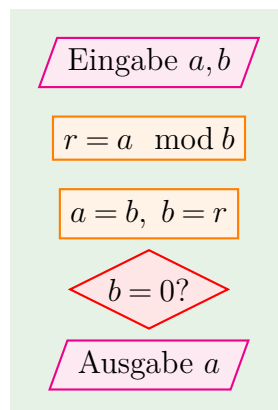 Eingabe a, b
r = a mod b
a = b, b = r
b = 0?
Ausgabe a